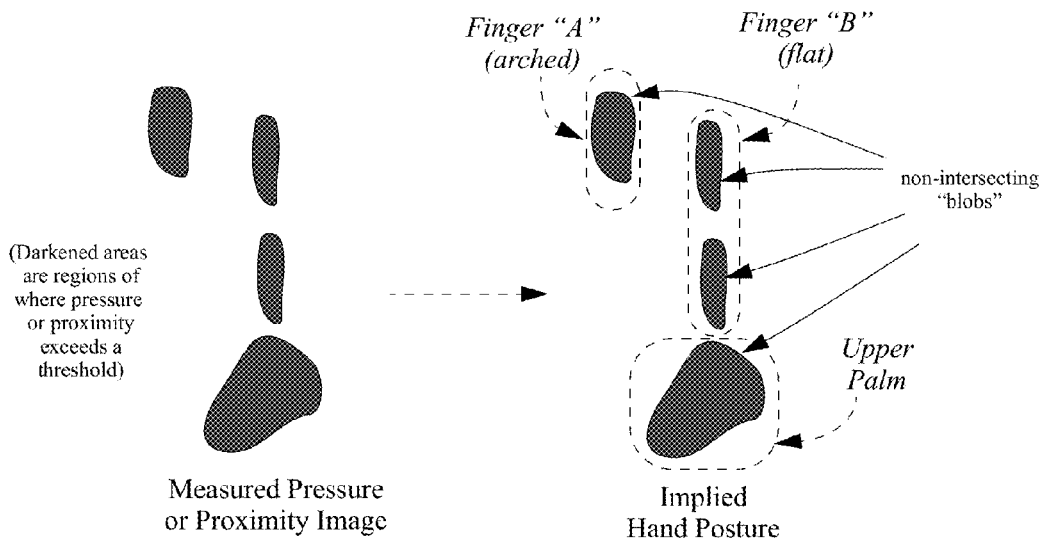 Finger “A”
(arched)
Finger “B”
(flat)
non-intersecting
“blobs”
(Darkened areas
are regions of
where pressure
or proximity
exceeds a
threshold)
Upper
Palm
Measured Pressure
or Proximity Image
Implied
Hand Posture